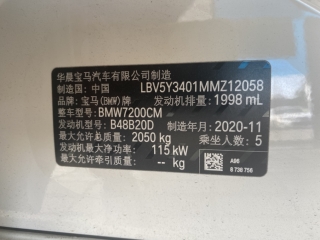 华晨宝马汽车有限公司制造
制造国：中国 LBV5Y3401MMZ12058
品牌：宝马(BMW)牌 发动机排量：1998 mL
整车型号：BMW7200CM
发动机型号：B48B20D 制造年月：2020-11
最大允许总质量：2050 kg 乘坐人数：5
发动机最大净功率：115 kW A96
最大允许牵引总质量：-- kg 8 738 756